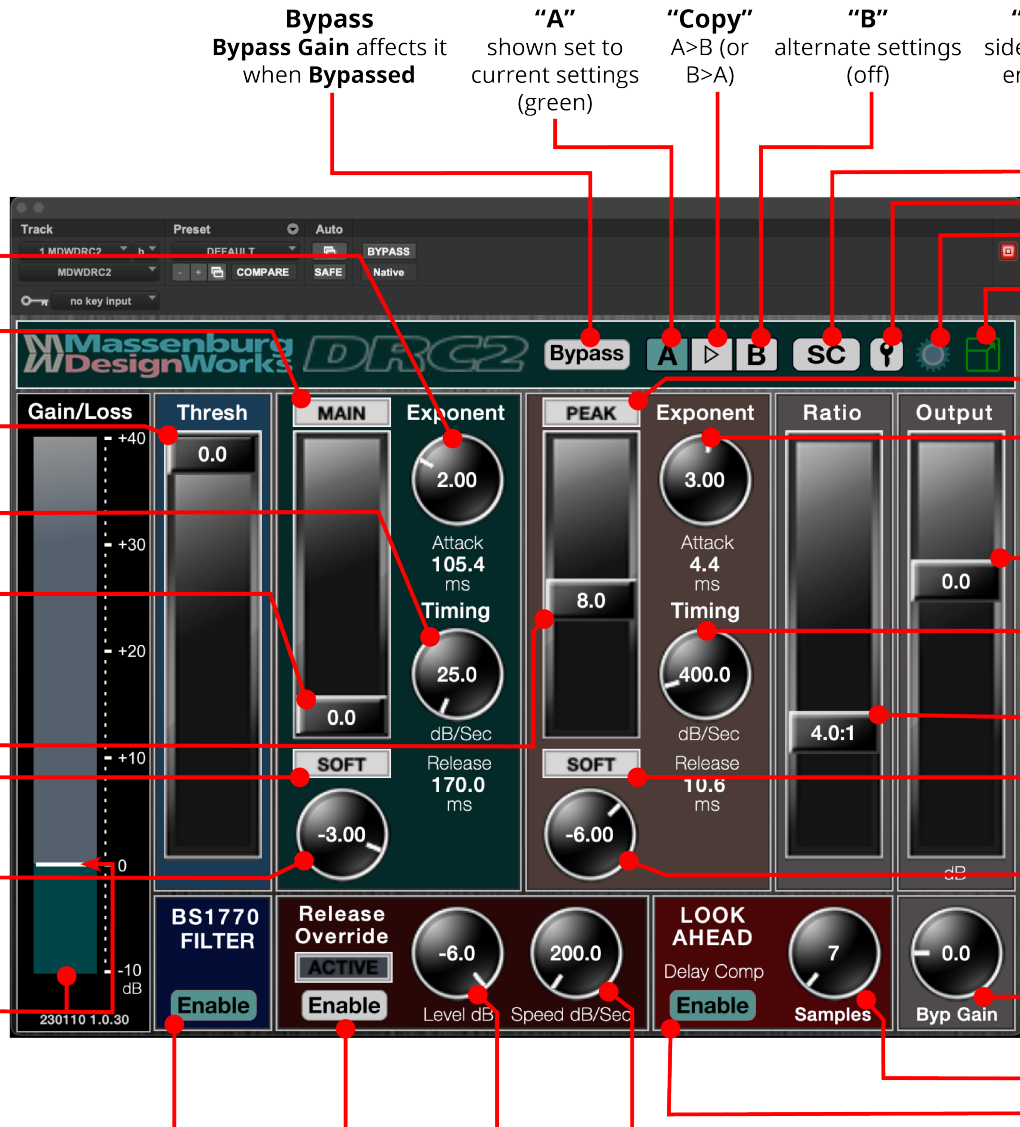 Bypass
Bypass Gain affects it
when Bypassed
“A”
shown set to
current settings
(green)
“Copy”
A>B (or
B>A)
“B”
alternate settings
(off)
Track
Preset
Auto
1 MDWDRC2
b
DEFAULT
BYPASS
MDWDRC2
-
+
COMPARE
SAFE
Native
no key input
Massenburg
DesignWorks
DRC2
Bypass
A
B
SC
Gain/Loss
+40
+30
+20
+10
0
-10
dB
230110 1.0.30
Thresh
0.0
MAIN
0.0
SOFT
-3.00
Exponent
2.00
Attack
105.4
ms
Timing
25.0
dB/Sec
Release
170.0
ms
PEAK
8.0
SOFT
-6.00
Exponent
3.00
Attack
4.4
ms
Timing
400.0
dB/Sec
Release
10.6
ms
Ratio
4.0:1
Output
0.0
dB
BS1770
FILTER
Enable
Release
Override
ACTIVE
Enable
-6.0
Level dB
200.0
Speed dB/Sec
LOOK
AHEAD
Delay Comp
Enable
7
Samples
0.0
Byp Gain